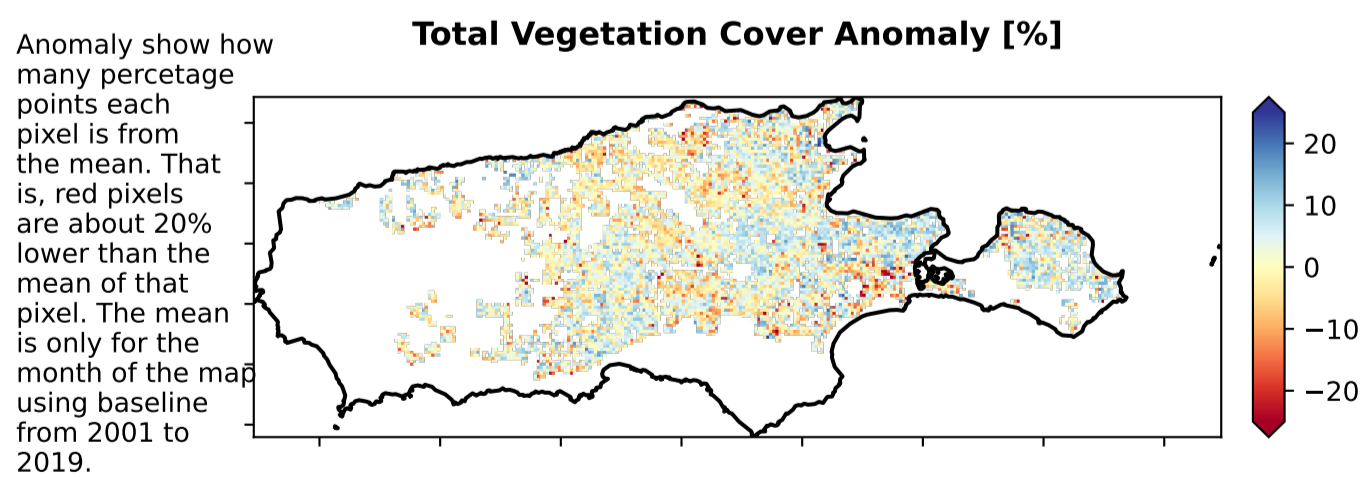 Total Vegetation Cover Anomaly [%]
Anomaly show how
many percetage
points each
pixel is from
the mean. That
is, red pixels
are about 20%
lower than the
mean of that
pixel. The mean
is only for the
month of the map
using baseline
from 2001 to
2019.
20
10
0
−10
−20